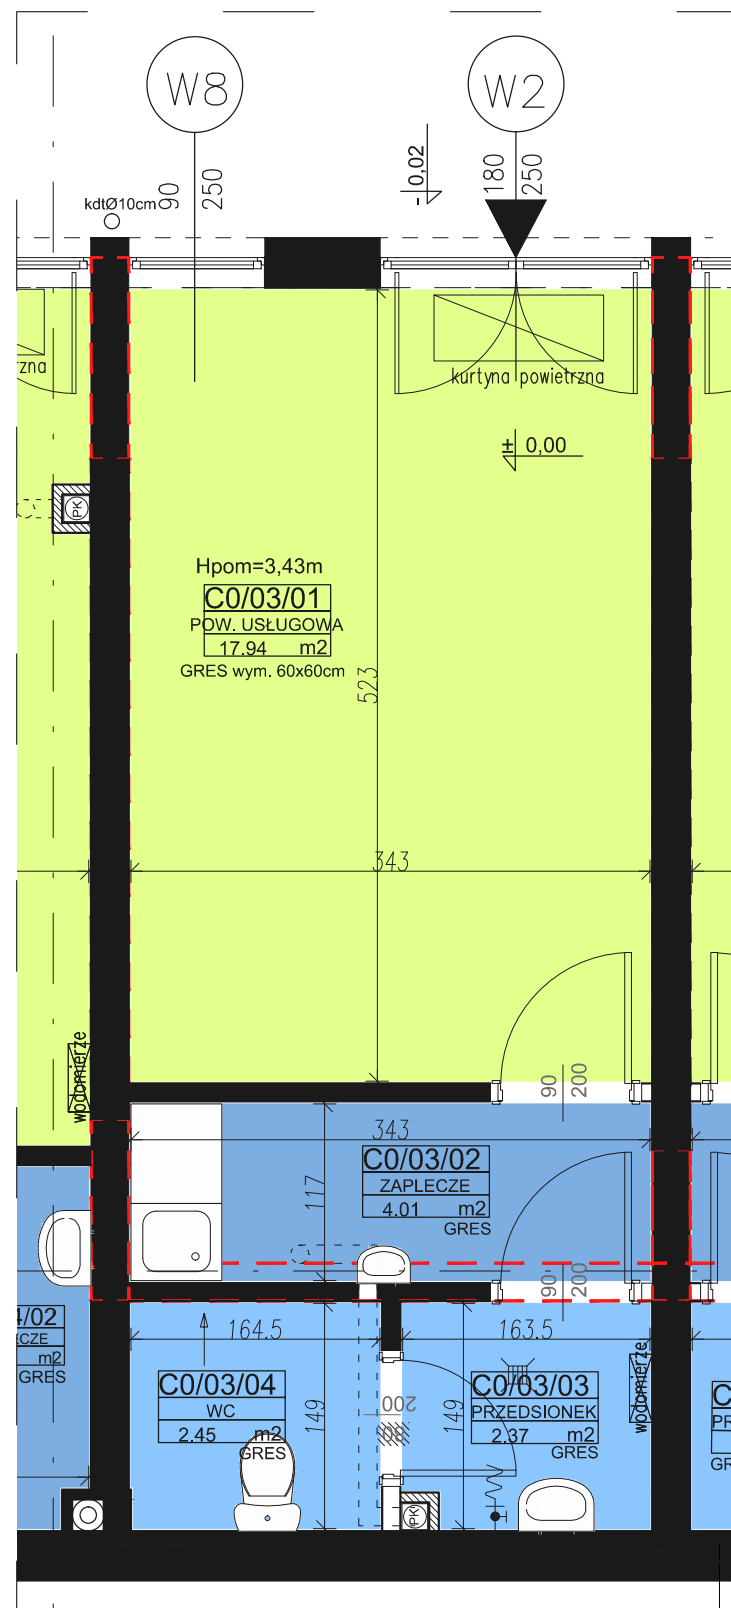 W8
W2
90
250
- 0,02
180
250
kdtØ10cm
rzna
kurtyna powietrzna
± 0,00
PK
Hpom=3,43m
C0/03/01
POW. USŁUGOWA
17.94 m2
GRES wym. 60x60cm
523
343
wodomierze
90
200
343
C0/03/02
ZAPLECZE
4.01 m2
GRES
117
90
200
4/02
CZE
m2
GRES
164.5
163.5
wodomierze
C0/03/04
WC
2.45 m2
GRES
149
200
80
149
C0/03/03
PRZEDSIONEK
2.37 m2
GRES
PK
C
PR
GR